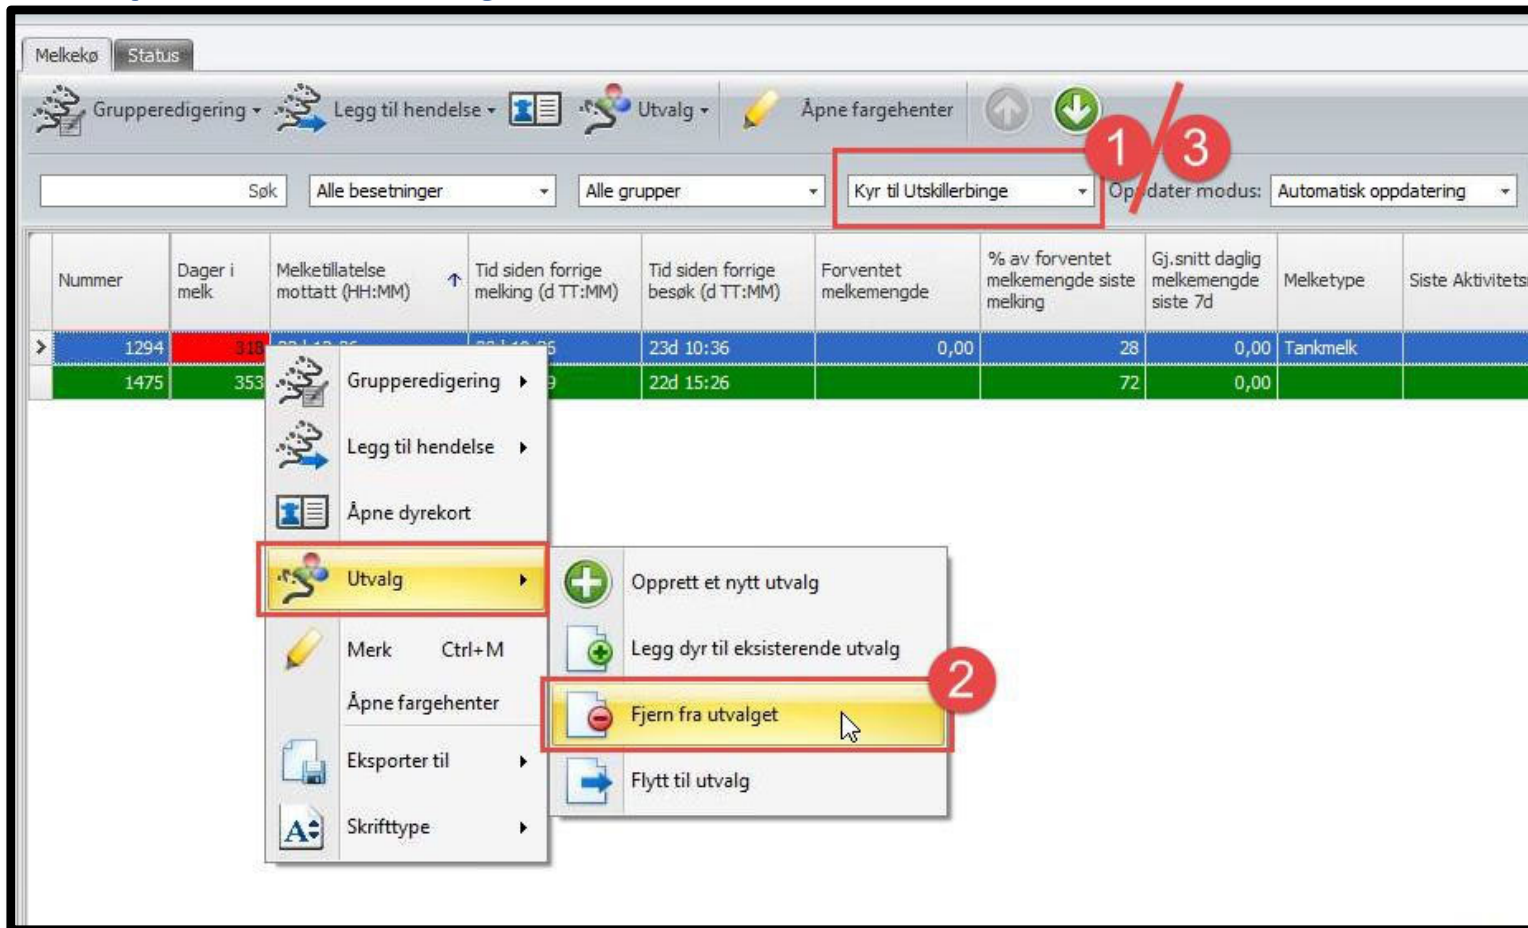 Melkekø Status
Grupperedigering Legg til hendelse Utvalg Åpne fargehenter
1 / 3
Søk Alle besetninger Alle grupper Kyr til Utskillerbinge Oppdater modus: Automatisk oppdatering
Nummer
Dager i
melk
Melketillatelse
mottatt (HH:MM)
Tid siden forrige
melking (d TT:MM)
Tid siden forrige
besøk (d TT:MM)
Forventet
melkemengde
% av forventet
melkemengde siste
melking
Gj.snitt daglig
melkemengde
siste 7d
Melketype
Siste Aktivitets
1294 318 23d 10:36 0,00 28 0,00 Tankmelk
1475 353 9 22d 15:26 72 0,00
Grupperedigering
Legg til hendelse
Åpne dyrekort
Utvalg
Merk Ctrl+M
Åpne fargehenter
Eksporter til
Skrifttype
Opprett et nytt utvalg
Legg dyr til eksisterende utvalg
2
Fjern fra utvalget
Flytt til utvalg